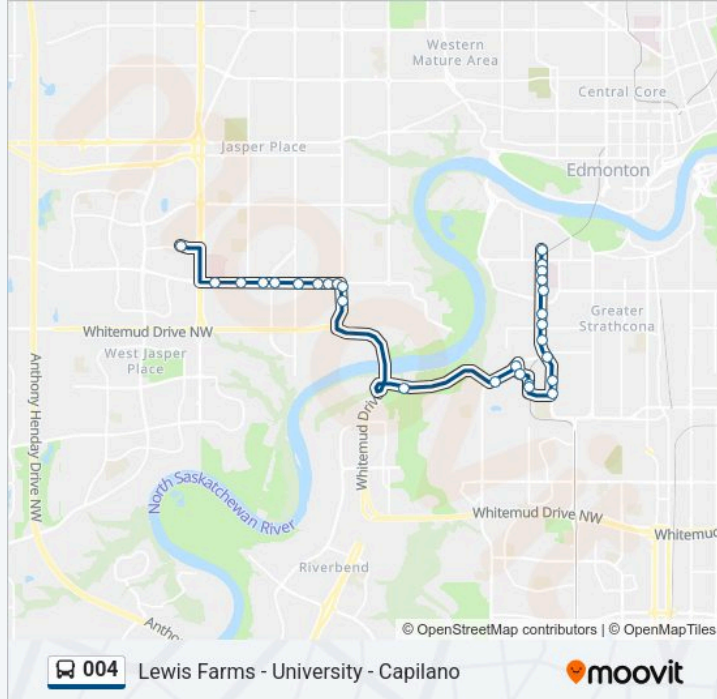 Western
Mature Area
Central Core
Jasper Place
Edmonton
Greater
Strathcona
Whitemud Drive NW
West Jasper
Place
Anthony Henday Drive NW
Whitemud Drive
North Saskatchewan
River
Whitemud Drive NW
Whitemud
Riverbend
Antho
© OpenStreetMap contributors | © OpenMapTiles
004 Lewis Farms - University - Capilano
moovit